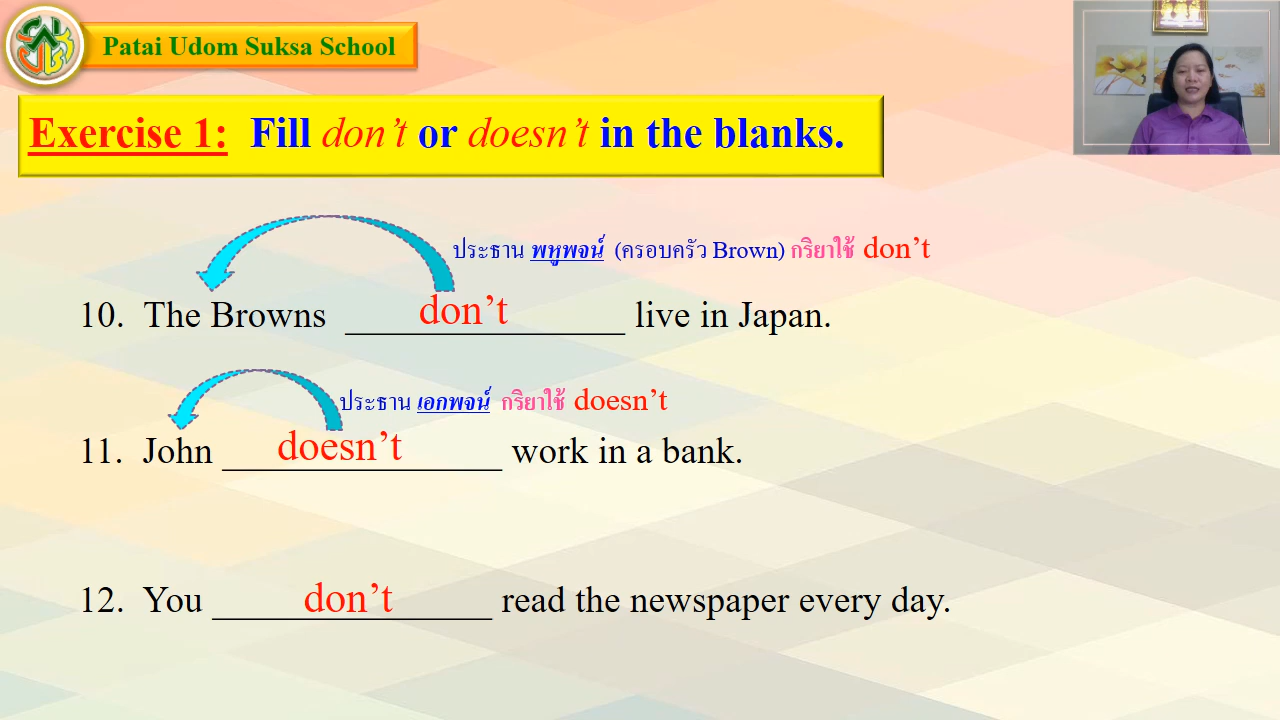 Patai Udom Suksa School
Exercise 1: Fill don’t or doesn’t in the blanks.
ประธาน พหูพจน์ (ครอบครัว Brown) กริยาใช้ don’t
10. The Browns _______________ don’t live in Japan.
ประธาน เอกพจน์ กริยาใช้ doesn’t
11. John _______________ doesn’t work in a bank.
12. You _______________ don’t read the newspaper every day.